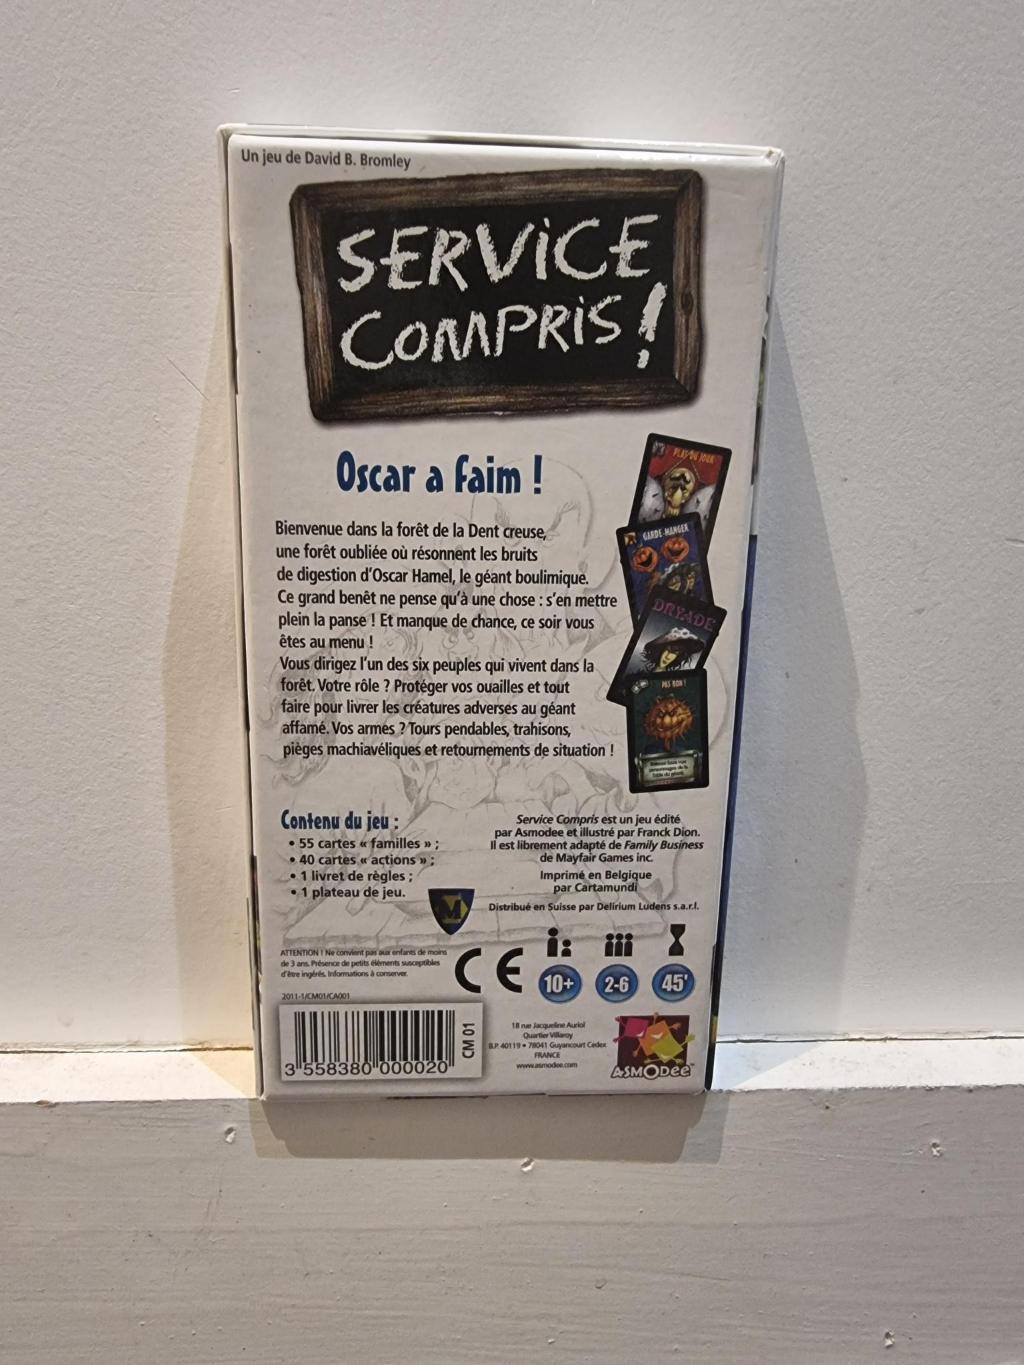 Un jeu de David B. Bromley
SERVICE
COMPRIS !
Oscar a faim !
PLAT DU JOUR
GARDE-MANGER
DRYADE
PAS BON !
Bienvenue dans la forêt de la Dent creuse,
une forêt oubliée où résonnent les bruits
de digestion d'Oscar Hamel, le géant boulimique.
Ce grand benêt ne pense qu'à une chose : s'en mettre
plein la panse ! Et manque de chance, ce soir vous
êtes au menu !
Vous dirigez l'un des six peuples qui vivent dans la
forêt. Votre rôle ? Protéger vos ouailles et tout
faire pour livrer les créatures adverses au géant
affamé. Vos armes ? Tours pendables, trahisons,
pièges machiavéliques et retournements de situation !
Contenu du jeu :
• 55 cartes « familles » ;
• 40 cartes « actions » ;
• 1 livret de règles ;
• 1 plateau de jeu.
Service Compris est un jeu édité
par Asmodee et illustré par Franck Dion.
Il est librement adapté de Family Business
de Mayfair Games inc.
Imprimé en Belgique
par Cartamundi
Distribué en Suisse par Delirium Ludens s.a.r.l.
M
ATTENTION ! Ne convient pas aux enfants de moins
de 3 ans. Présence de petits éléments susceptibles
d'être ingérés. Informations à conserver.
CE
10+
2-6
45'
2011-1/CM01/CA001
3 558380 000020
CM 01
18 rue Jacqueline Auriol
Quartier Villaroy
B.P. 40119 • 78041 Guyancourt Cedex
FRANCE
www.asmodee.com
ASMODee